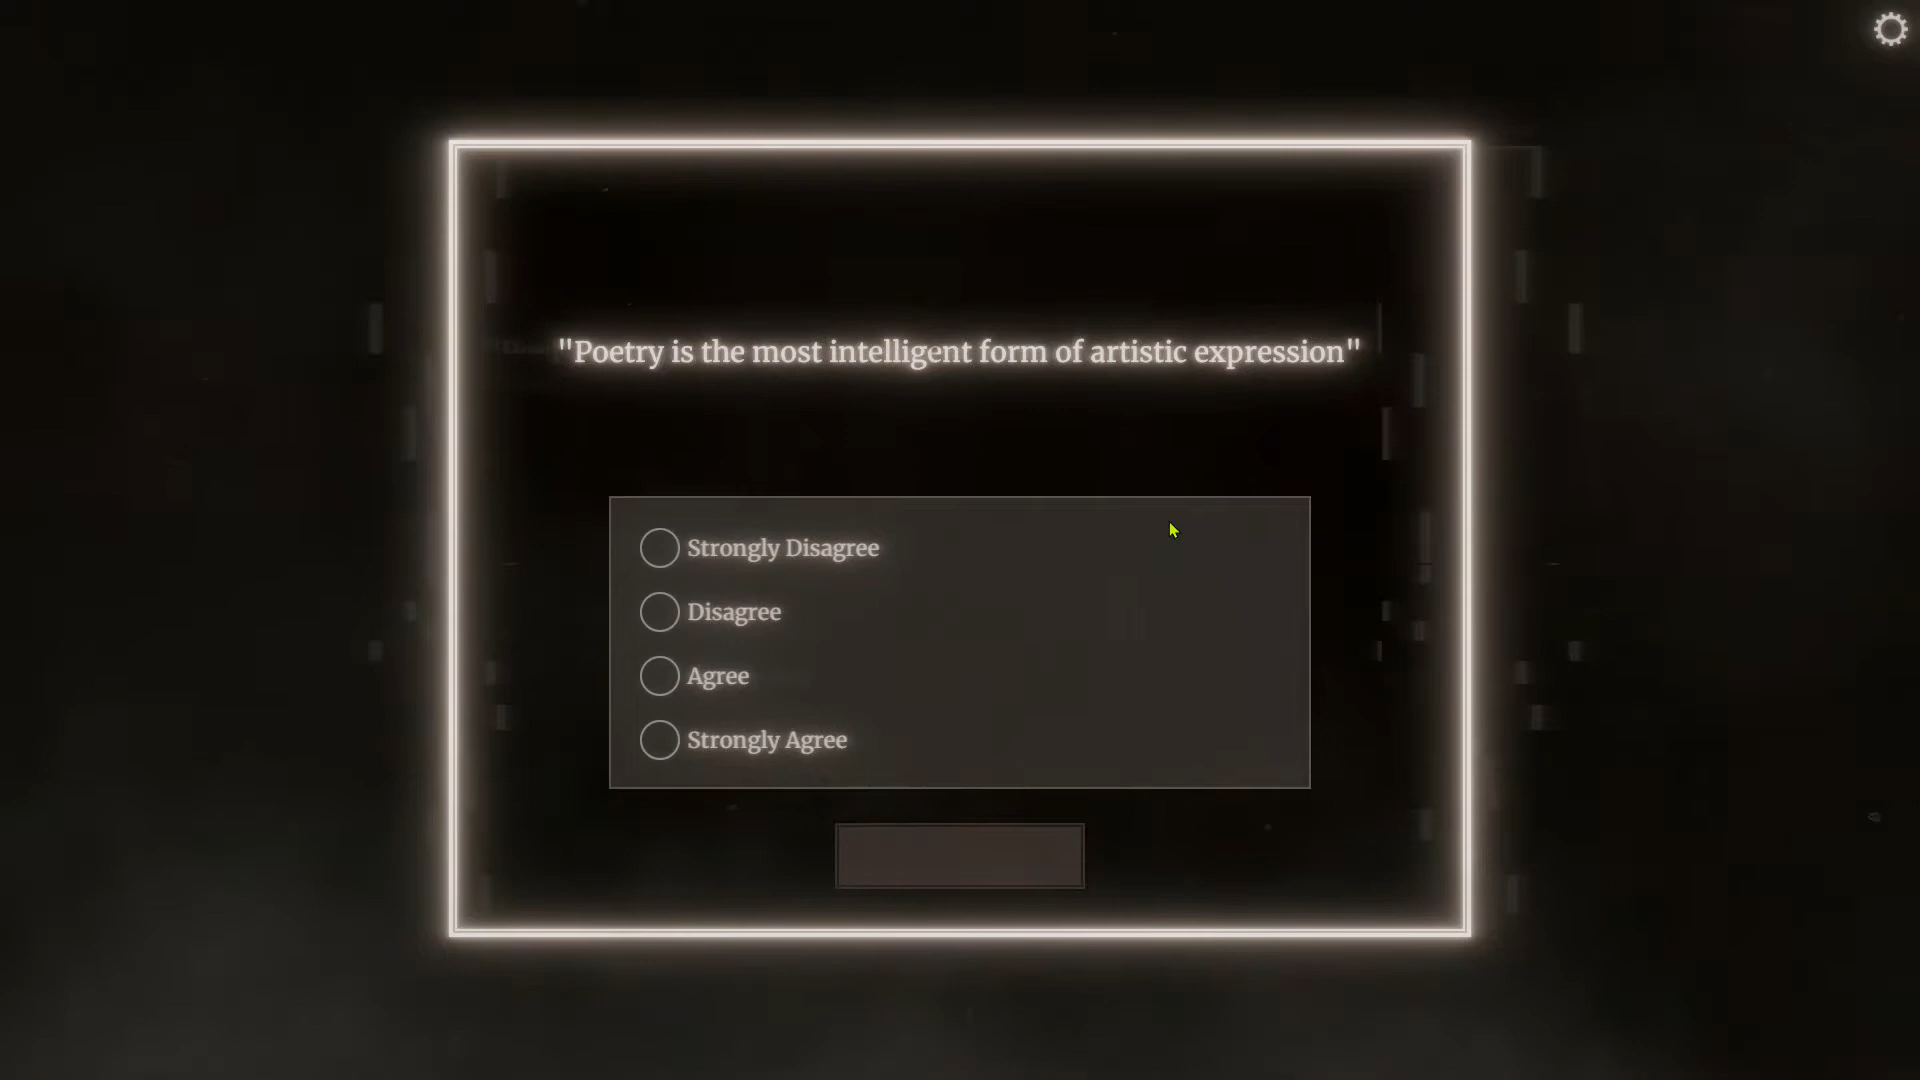 "Poetry is the most intelligent form of artistic expression"
Strongly Disagree
Disagree
Agree
Strongly Agree